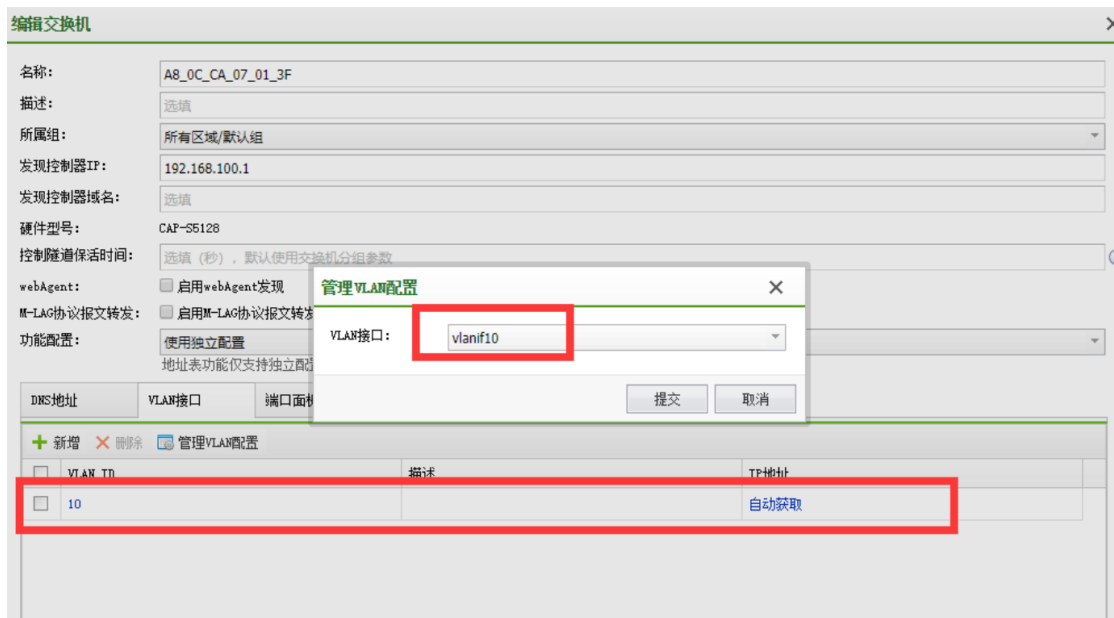 编辑交换机
名称： A8_0C_CA_07_01_3F
描述： 选填
所属组： 所有区域/默认组
发现控制器IP： 192.168.100.1
发现控制器域名： 选填
硬件型号： CAP-S5128
控制隧道保活时间： 选填（秒），默认使用交换机分组参数
webAgent： 启用webAgent发现
管理VLAN配置
M-LAG协议报文转发： 启用M-LAG协议报文转发
VLAN接口： vlanif10
功能配置： 使用独立配置
地址表功能仅支持独立配置
提交 取消
DNS地址 VLAN接口 端口面板
新增 删除 管理VLAN配置
VLAN ID 描述 IP地址
10 自动获取